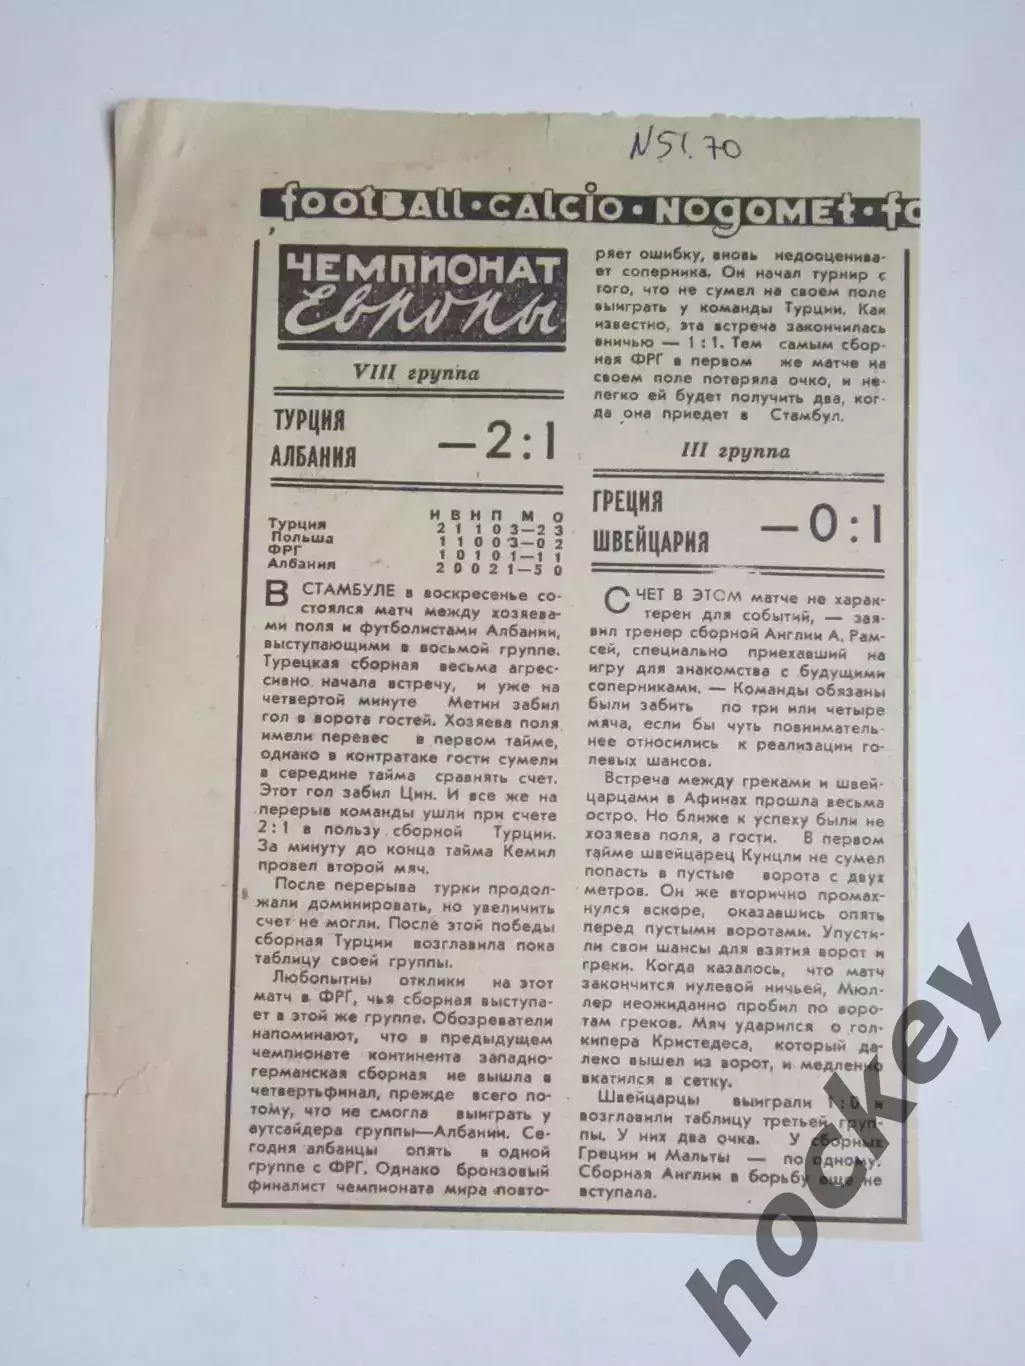 N51.70
football · calcio · NOGOMET · fo
ЧЕМПИОНАТ
Европы
VIII группа
ТУРЦИЯ
АЛБАНИЯ
— 2:1
И В Н П М О
Турция 2 1 1 0 3—2 3
Польша 1 1 0 0 3—0 2
ФРГ 1 0 1 0 1—1 1
Албания 2 0 0 2 1—5 0
В СТАМБУЛЕ в воскресенье со-
стоялся матч между хозяева-
ми поля и футболистами Албании,
выступающими в восьмой группе.
Турецкая сборная весьма агрес-
сивно начала встречу, и уже на
четвертой минуте Метин забил
гол в ворота гостей. Хозяева поля
имели перевес в первом тайме,
однако в контратаке гости сумели
в середине тайма сравнять счет.
Этот гол забил Цин. И все же на
перерыв команды ушли при счете
2:1 в пользу сборной Турции.
За минуту до конца тайма Кемил
провел второй мяч.
После перерыва турки продол-
жали доминировать, но увеличить
счет не могли. После этой победы
сборная Турции возглавила пока
таблицу своей группы.
Любопытны отклики на этот
матч в ФРГ, чья сборная выступа-
ет в этой же группе. Обозреватели
напоминают, что в предыдущем
чемпионате континента западно-
германская сборная не вышла в
четвертьфинал, прежде всего по-
тому, что не смогла выиграть у
аутсайдера группы—Албании. Се-
годня албанцы опять в одной
группе с ФРГ. Однако бронзовый
финалист чемпионата мира повто-
ряет ошибку, вновь недооценива-
ет соперника. Он начал турнир с
того, что не сумел на своем поле
выиграть у команды Турции. Как
известно, эта встреча закончилась
вничью — 1:1. Тем самым сбор-
ная ФРГ в первом же матче на
своем поле потеряла очко, и не-
легко ей будет получить два, ког-
да она приедет в Стамбул.
III группа
ГРЕЦИЯ
ШВЕЙЦАРИЯ
— 0:1
СЧЕТ В ЭТОМ матче не харак-
терен для событий, — зая-
вил тренер сборной Англии А. Рам-
сей, специально приехавший на
игру для знакомства с будущими
соперниками. — Команды обязаны
были забить по три или четыре
мяча, если бы чуть повниматель-
нее относились к реализации го-
левых шансов.
Встреча между греками и швей-
царцами в Афинах прошла весьма
остро. Но ближе к успеху были не
хозяева поля, а гости. В первом
тайме швейцарец Кунцли не сумел
попасть в пустые ворота с двух
метров. Он же вторично промах-
нулся вскоре, оказавшись опять
перед пустыми воротами. Упусти-
ли свои шансы для взятия ворот и
греки. Когда казалось, что матч
закончится нулевой ничьей, Мюл-
лер неожиданно пробил по воро-
там греков. Мяч ударился о гол-
кипера Кристедеса, который да-
леко вышел из ворот, и медленно
вкатился в сетку.
Швейцарцы выиграли 1:0 и
возглавили таблицу третьей груп-
пы. У них два очка. У сборных
Греции и Мальты — по одному.
Сборная Англии в борьбу еще не
вступала.
hockey